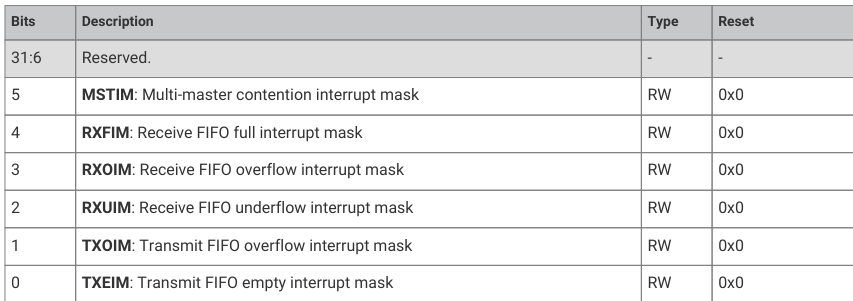 Bits Description Type Reset
31:6 Reserved. - -
5 MSTIM: Multi-master contention interrupt mask RW 0x0
4 RXFIM: Receive FIFO full interrupt mask RW 0x0
3 RXOIM: Receive FIFO overflow interrupt mask RW 0x0
2 RXUIM: Receive FIFO underflow interrupt mask RW 0x0
1 TXOIM: Transmit FIFO overflow interrupt mask RW 0x0
0 TXEIM: Transmit FIFO empty interrupt mask RW 0x0